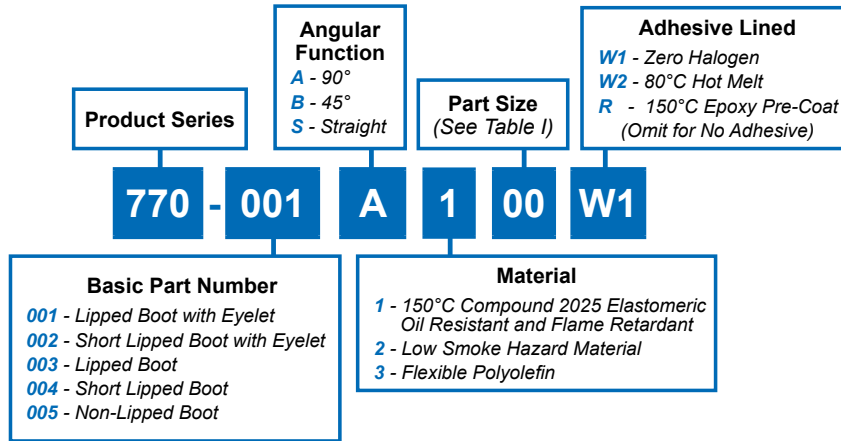 Angular
Function
A - 90°
B - 45°
S - Straight
Adhesive Lined
W1 - Zero Halogen
W2 - 80°C Hot Melt
R - 150°C Epoxy Pre-Coat
(Omit for No Adhesive)
Product Series
Part Size
(See Table I)
770 - 001 A 1 00 W1
Basic Part Number
001 - Lipped Boot with Eyelet
002 - Short Lipped Boot with Eyelet
003 - Lipped Boot
004 - Short Lipped Boot
005 - Non-Lipped Boot
Material
1 - 150°C Compound 2025 Elastomeric
Oil Resistant and Flame Retardant
2 - Low Smoke Hazard Material
3 - Flexible Polyolefin